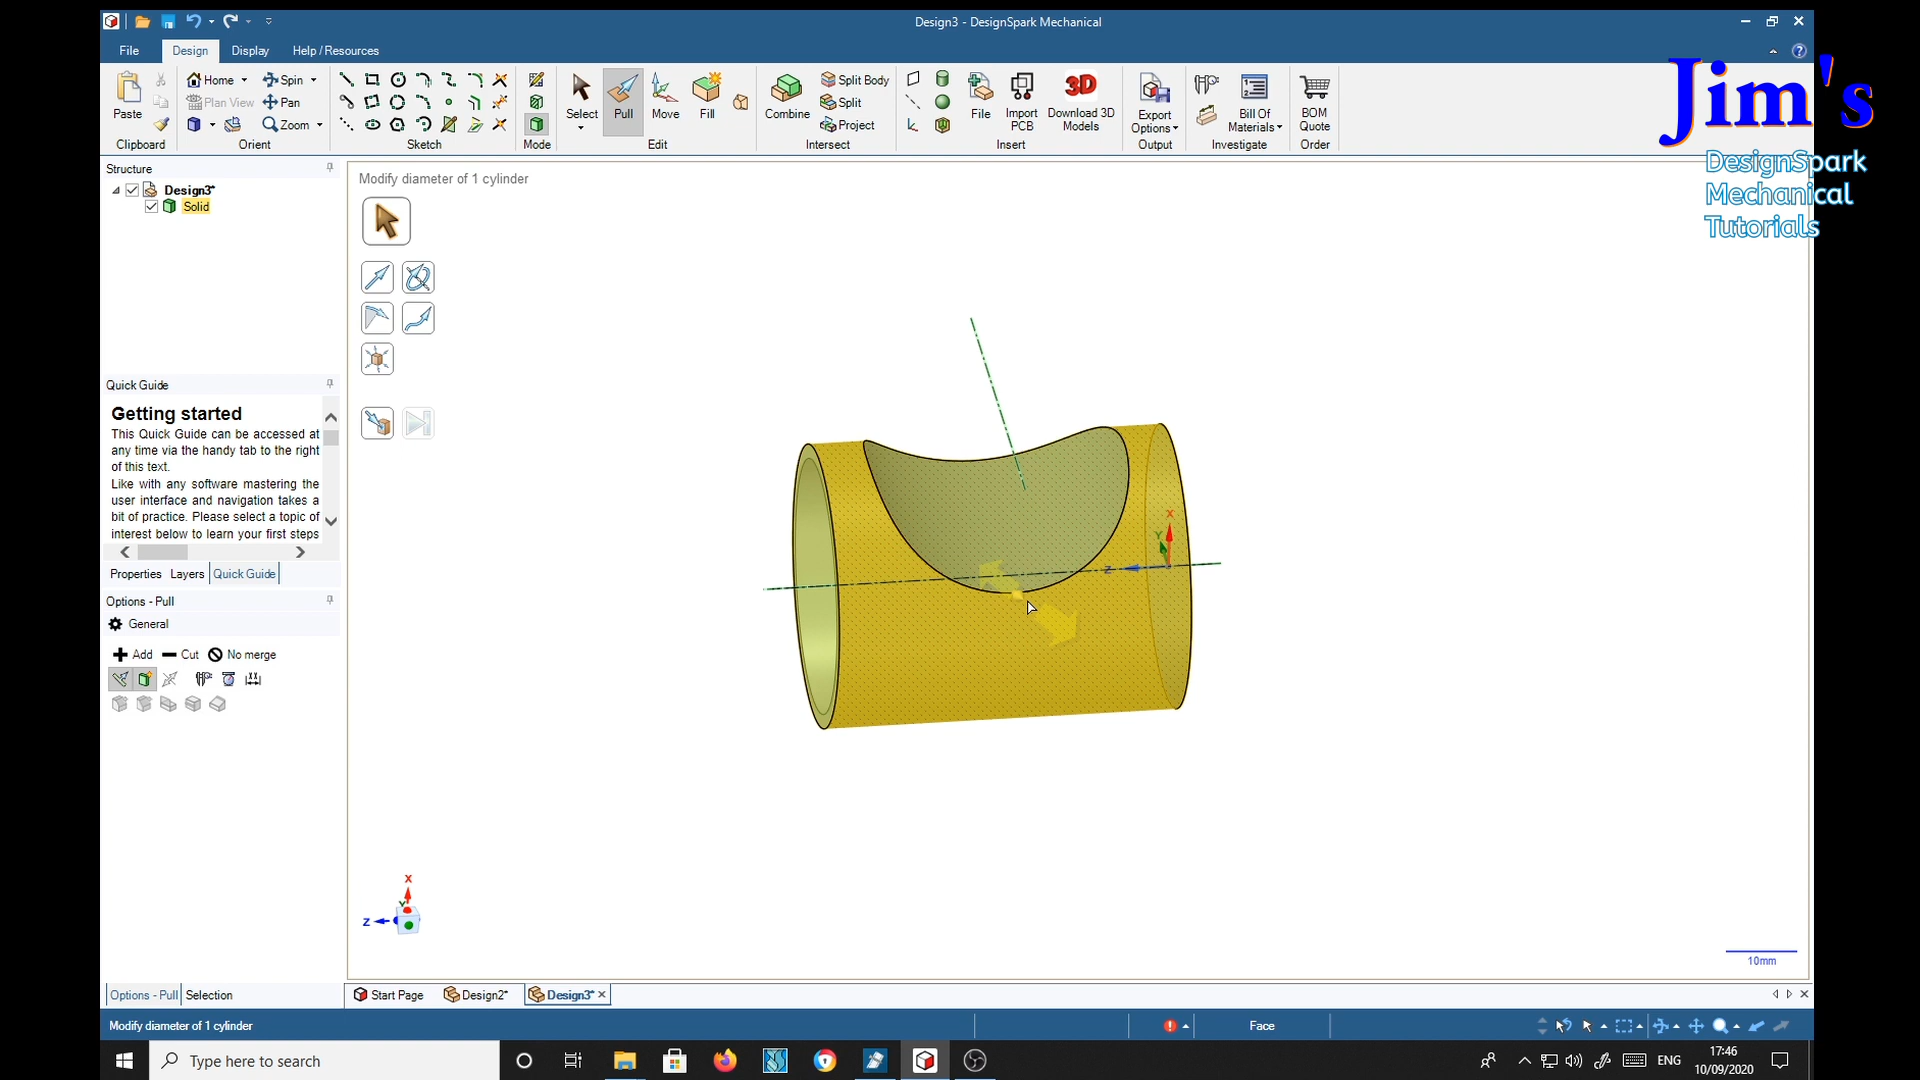 Design3 - DesignSpark Mechanical
File Design Display Help / Resources
Jim's
DesignSpark
Mechanical
Tutorials
Paste
Clipboard
Home Spin
Plan View Pan
Zoom
Orient
Sketch
Mode
Select Pull Move Fill
Edit
Combine
Split Body
Split
Project
Intersect
File
Import PCB
Download 3D Models
3D
Insert
Export Options
Output
Bill Of Materials
Investigate
BOM Quote
Order
Structure
Design3*
Solid
Modify diameter of 1 cylinder
Quick Guide
Getting started
This Quick Guide can be accessed at
any time via the handy tab to the right
of this text.
Like with any software mastering the
user interface and navigation takes a
bit of practice. Please select a topic of
interest below to learn your first steps
Properties Layers Quick Guide
Options - Pull
General
Add Cut No merge
X
Y
Z
X
Y
Z
10mm
Options - Pull Selection
Start Page Design2* Design3*
Modify diameter of 1 cylinder
Face
Type here to search
ENG
17:46
10/09/2020